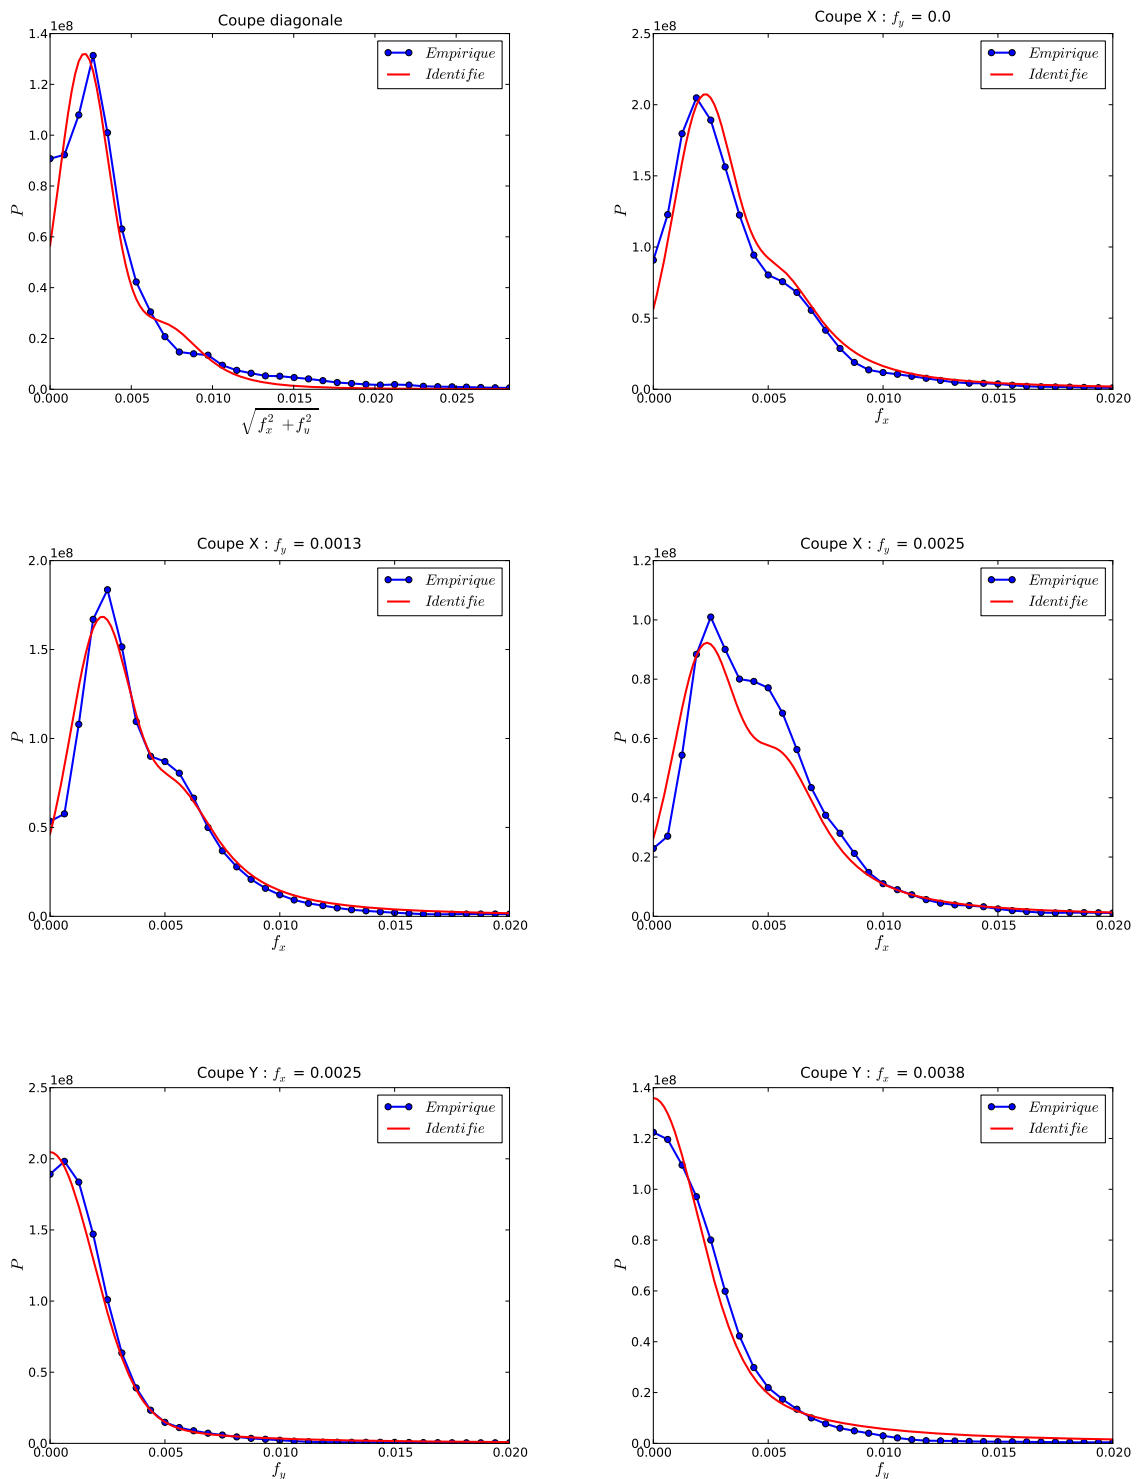 Coupe diagonale
1e8
1.4
1.2
1.0
0.8
0.6
0.4
0.2
0.0
P
Empirique
Identifie
0.000 0.005 0.010 0.015 0.020 0.025
√f_x^2 + f_y^2
Coupe X : f_y = 0.0
1e8
2.5
2.0
1.5
1.0
0.5
0.0
P
Empirique
Identifie
0.000 0.005 0.010 0.015 0.020
f_x
Coupe X : f_y = 0.0013
1e8
2.0
1.5
1.0
0.5
0.0
P
Empirique
Identifie
0.000 0.005 0.010 0.015 0.020
f_x
Coupe X : f_y = 0.0025
1e8
1.2
1.0
0.8
0.6
0.4
0.2
0.0
P
Empirique
Identifie
0.000 0.005 0.010 0.015 0.020
f_x
Coupe Y : f_x = 0.0025
1e8
2.5
2.0
1.5
1.0
0.5
0.0
P
Empirique
Identifie
0.000 0.005 0.010 0.015 0.020
f_y
Coupe Y : f_x = 0.0038
1e8
1.4
1.2
1.0
0.8
0.6
0.4
0.2
0.0
P
Empirique
Identifie
0.000 0.005 0.010 0.015 0.020
f_y